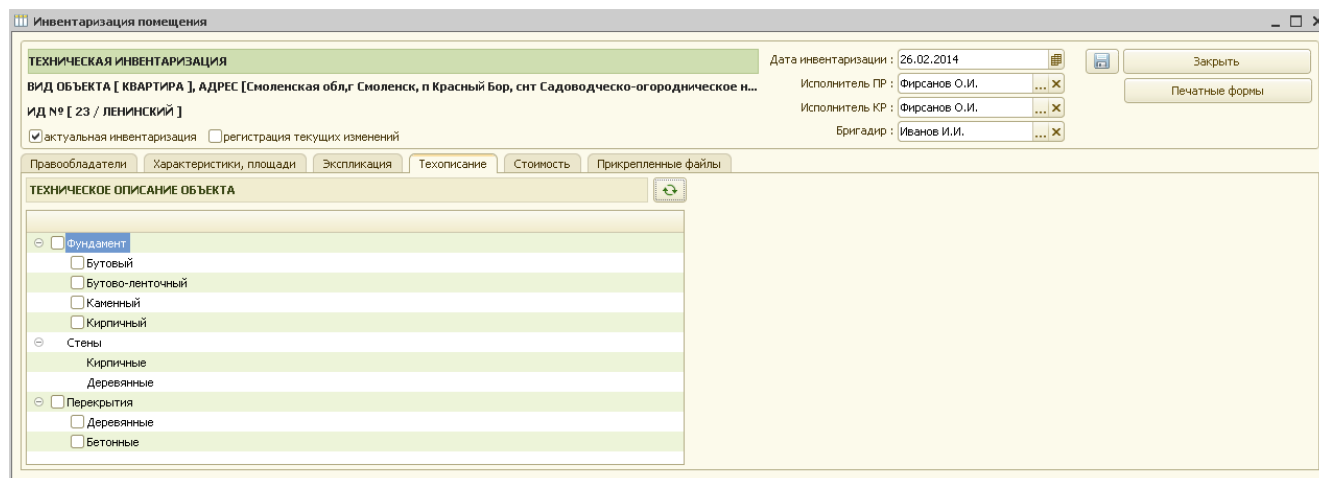 Инвентаризация помещения
ТЕХНИЧЕСКАЯ ИНВЕНТАРИЗАЦИЯ
Дата инвентаризации : 26.02.2014
Закрыть
ВИД ОБЪЕКТА [ КВАРТИРА ], АДРЕС [Смоленская обл,г Смоленск, п Красный Бор, снт Садоводческо-огородническое н...
Исполнитель ПР : Фирсанов О.И. ...
Печатные формы
ИД № [ 23 / ЛЕНИНСКИЙ ]
Исполнитель КР : Фирсанов О.И. ...
актуальная инвентаризация регистрация текущих изменений
Бригадир : Иванов И.И. ...
Правообладатели Характеристики, площади Экспликация Техописание Стоимость Прикрепленные файлы
ТЕХНИЧЕСКОЕ ОПИСАНИЕ ОБЪЕКТА
Фундамент
Бутовый
Бутово-ленточный
Каменный
Кирпичный
Стены
Кирпичные
Деревянные
Перекрытия
Деревянные
Бетонные